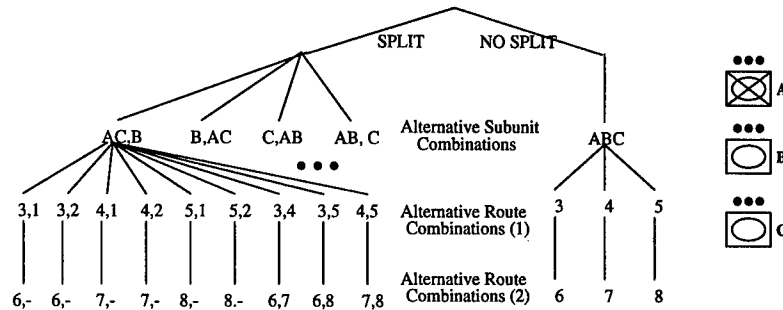 SPLIT NO SPLIT
A
AC,B B,AC C,AB AB, C Alternative Subunit Combinations ABC
B
3,1 3,2 4,1 4,2 5,1 5,2 3,4 3,5 4,5 Alternative Route Combinations (1) 3 4 5
C
6,- 6,- 7,- 7,- 8,- 8.- 6,7 6,8 7,8 Alternative Route Combinations (2) 6 7 8